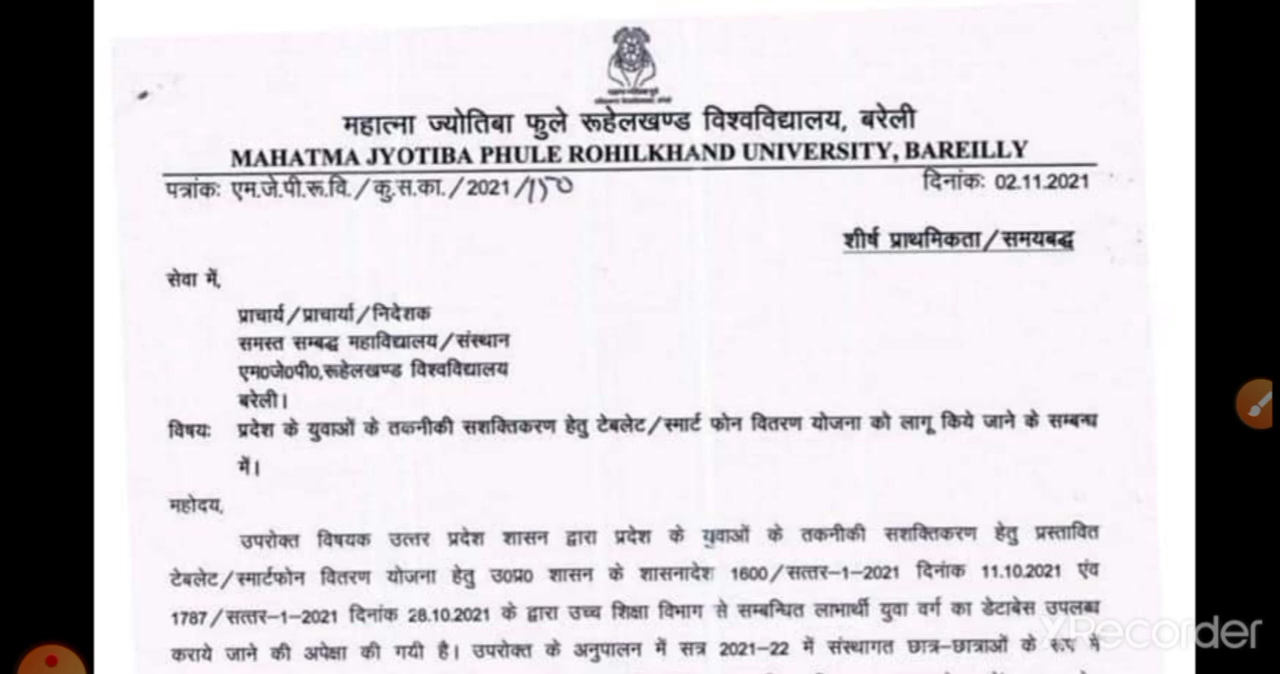 महात्ना ज्योतिबा फुले रूहेलखण्ड विश्वविद्यालय, बरेली
MAHATMA JYOTIBA PHULE ROHILKHAND UNIVERSITY, BAREILLY
पत्रांकः एम.जे.पी.रू.वि./कु.स.का./2021/150 दिनांकः 02.11.2021
शीर्ष प्राथमिकता/समयबद्ध
सेवा में,
प्राचार्य/प्राचार्या/निदेशक
समस्त सम्बद्ध महाविद्यालय/संस्थान
एम0जे0पी0,रूहेलखण्ड विश्वविद्यालय
बरेली।
विषयः प्रदेश के युवाओं के तकनीकी सशक्तिकरण हेतु टेबलेट/स्मार्ट फोन वितरण योजना को लागू किये जाने के सम्बन्ध
में।
महोदय,
उपरोक्त विषयक उत्तर प्रदेश शासन द्वारा प्रदेश के युवाओं के तकनीकी सशक्तिकरण हेतु प्रस्तावित
टेबलेट/स्मार्टफोन वितरण योजना हेतु उ0प्र0 शासन के शासनादेश 1600/सत्तर-1-2021 दिनांक 11.10.2021 एंव
1787/सत्तर-1-2021 दिनांक 28.10.2021 के द्वारा उच्च शिक्षा विभाग से सम्बन्धित लाभार्थी युवा वर्ग का डेटाबेस उपलब्ध
कराये जाने की अपेक्षा की गयी है। उपरोक्त के अनुपालन में सत्र 2021-22 में संस्थागत छात्र-छात्राओं के रूप में
XRecorder